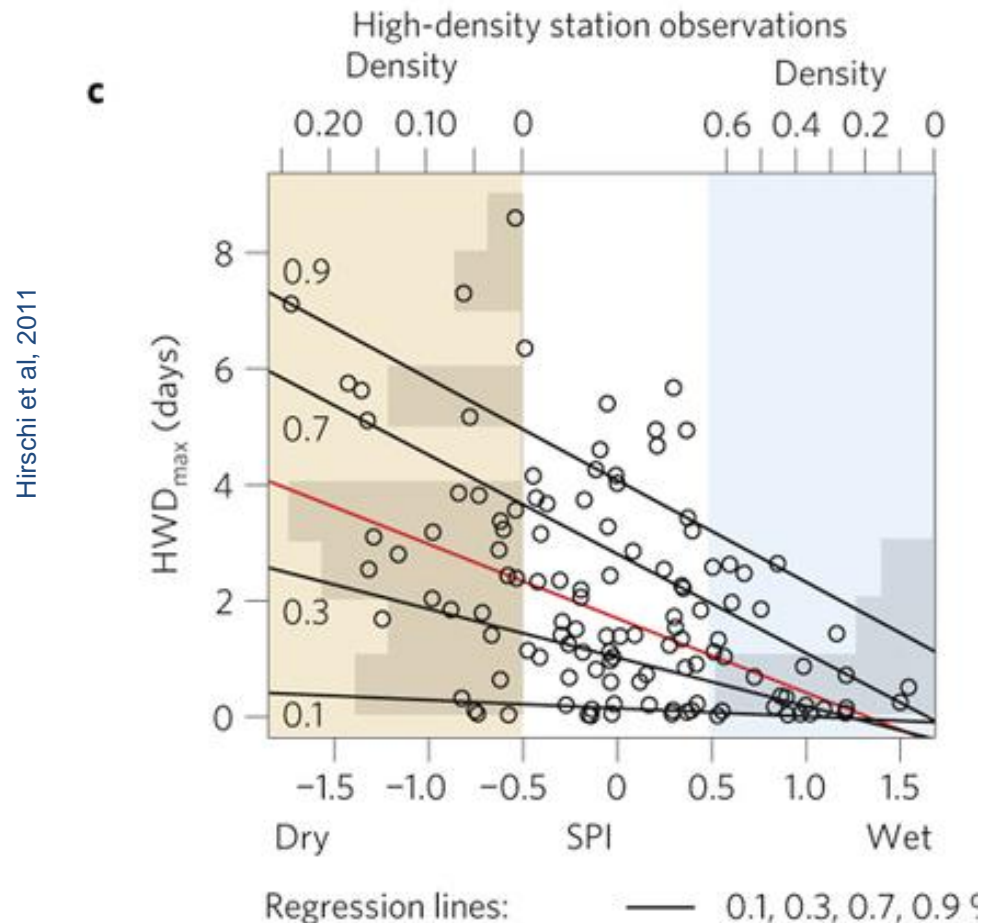 High-density station observations
Density Density
c
0.20 0.10 0 0.6 0.4 0.2 0
8
6
4
2
0
0.9
0.7
0.3
0.1
HWDmax (days)
Hirschi et al, 2011
−1.5 −1.0 −0.5 0 0.5 1.0 1.5
Dry SPI Wet
Regression lines: 0.1, 0.3, 0.7, 0.9